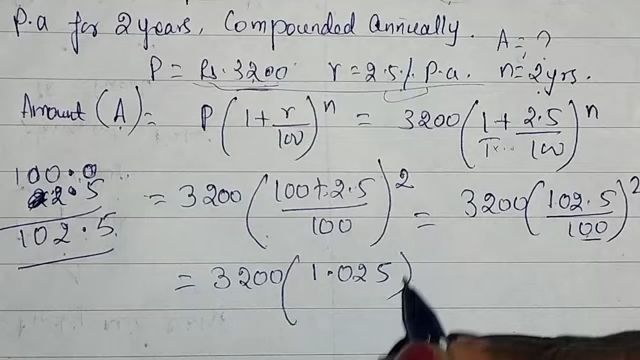 P.a for 2 years, Compounded annually.
A = ?
P = Rs. 3200 r = 2.5% P.a. n = 2 yrs.
Amount (A) = P(1 + r/100)^n = 3200(1 + 2.5/100)^n
100.0
2.5
102.5
= 3200(100 + 2.5/100)^2 = 3200(102.5/100)^2
= 3200(1.025)